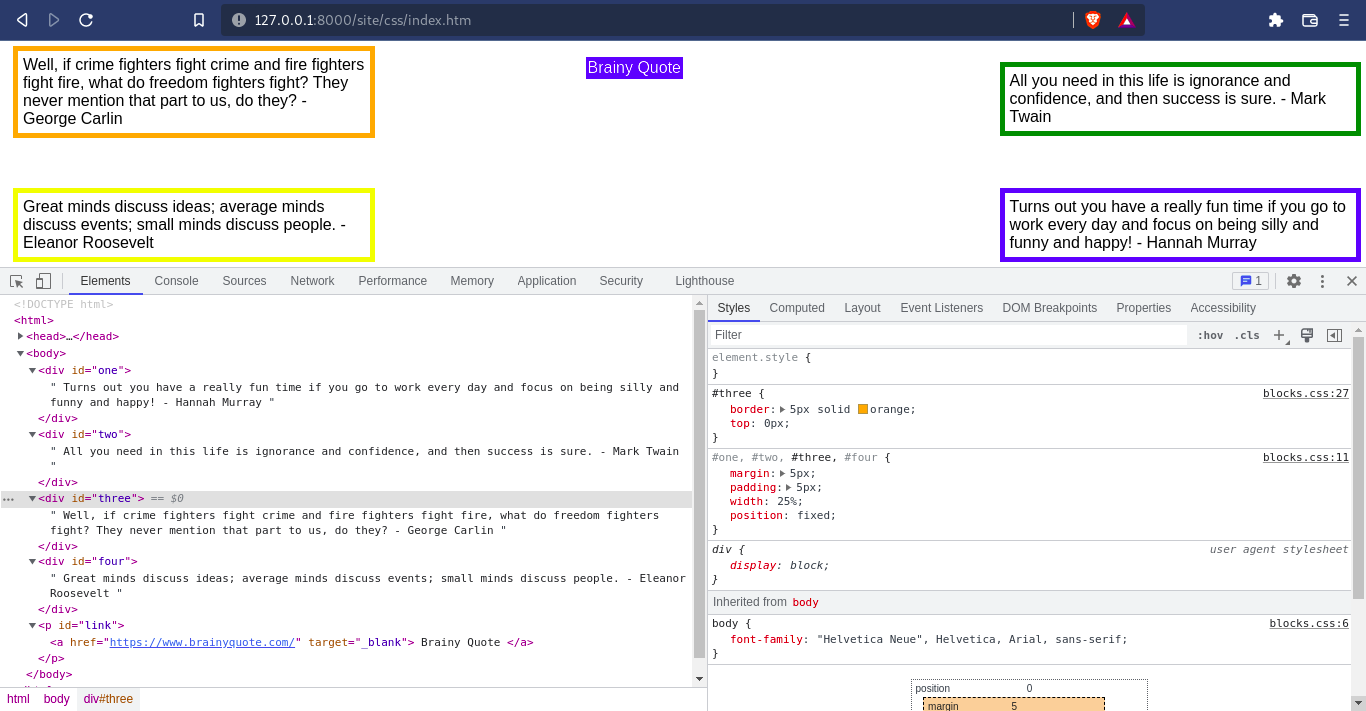 127.0.0.1:8000/site/css/index.htm
Well, if crime fighters fight crime and fire fighters
fight fire, what do freedom fighters fight? They
never mention that part to us, do they? -
George Carlin
Brainy Quote
All you need in this life is ignorance and
confidence, and then success is sure. - Mark
Twain
Great minds discuss ideas; average minds
discuss events; small minds discuss people. -
Eleanor Roosevelt
Turns out you have a really fun time if you go to
work every day and focus on being silly and
funny and happy! - Hannah Murray
Elements Console Sources Network Performance Memory Application Security Lighthouse 1
<!DOCTYPE html>
<html>
<head>…</head>
<body>
<div id="one">
" Turns out you have a really fun time if you go to work every day and focus on being silly and
funny and happy! - Hannah Murray "
</div>
<div id="two">
" All you need in this life is ignorance and confidence, and then success is sure. - Mark Twain
"
</div>
<div id="three"> == $0
" Well, if crime fighters fight crime and fire fighters fight fire, what do freedom fighters
fight? They never mention that part to us, do they? - George Carlin "
</div>
<div id="four">
" Great minds discuss ideas; average minds discuss events; small minds discuss people. - Eleanor
Roosevelt "
</div>
<p id="link">
<a href="https://www.brainyquote.com/" target="_blank"> Brainy Quote </a>
</p>
</body>
html body div#three
Styles Computed Layout Event Listeners DOM Breakpoints Properties Accessibility
Filter :hov .cls
element.style {
}
#three { blocks.css:27
border: 5px solid orange;
top: 0px;
}
#one, #two, #three, #four { blocks.css:11
margin: 5px;
padding: 5px;
width: 25%;
position: fixed;
}
div { user agent stylesheet
display: block;
}
Inherited from body
body { blocks.css:6
font-family: "Helvetica Neue", Helvetica, Arial, sans-serif;
}
position 0
margin 5